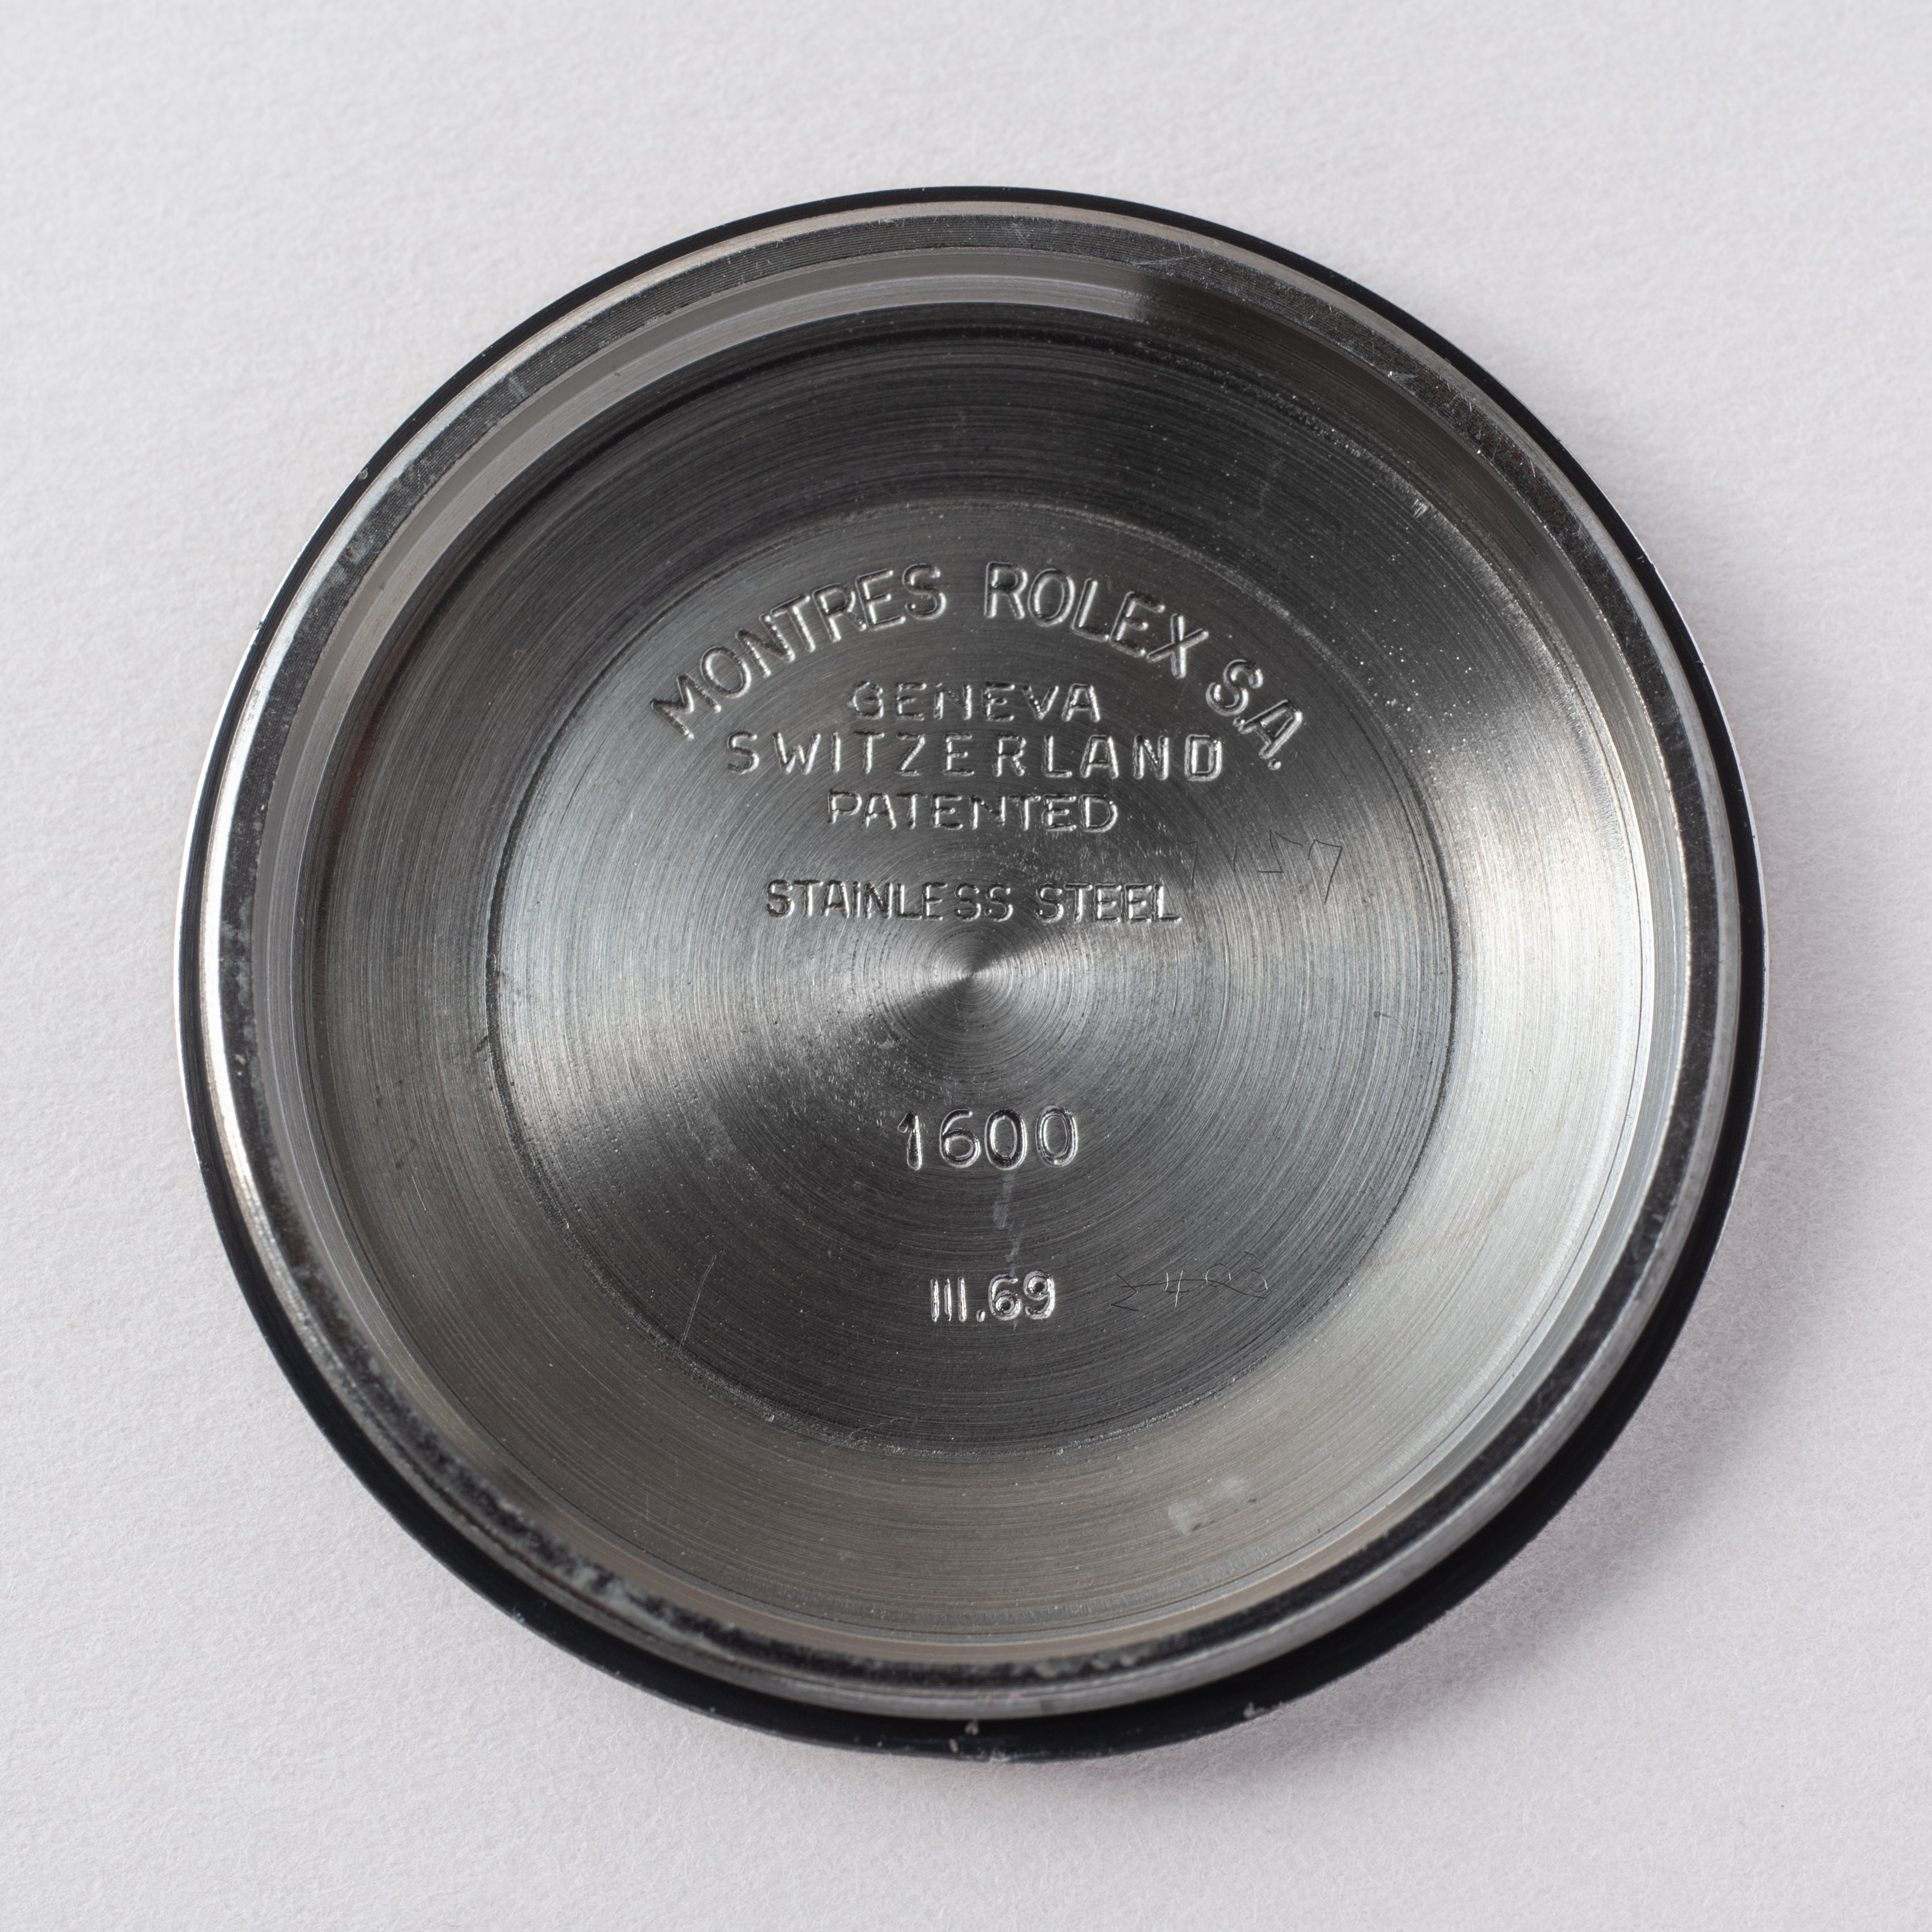 MONTRES ROLEX S.A.
GENEVA
SWITZERLAND
PATENTED
STAINLESS STEEL
1600
III.69